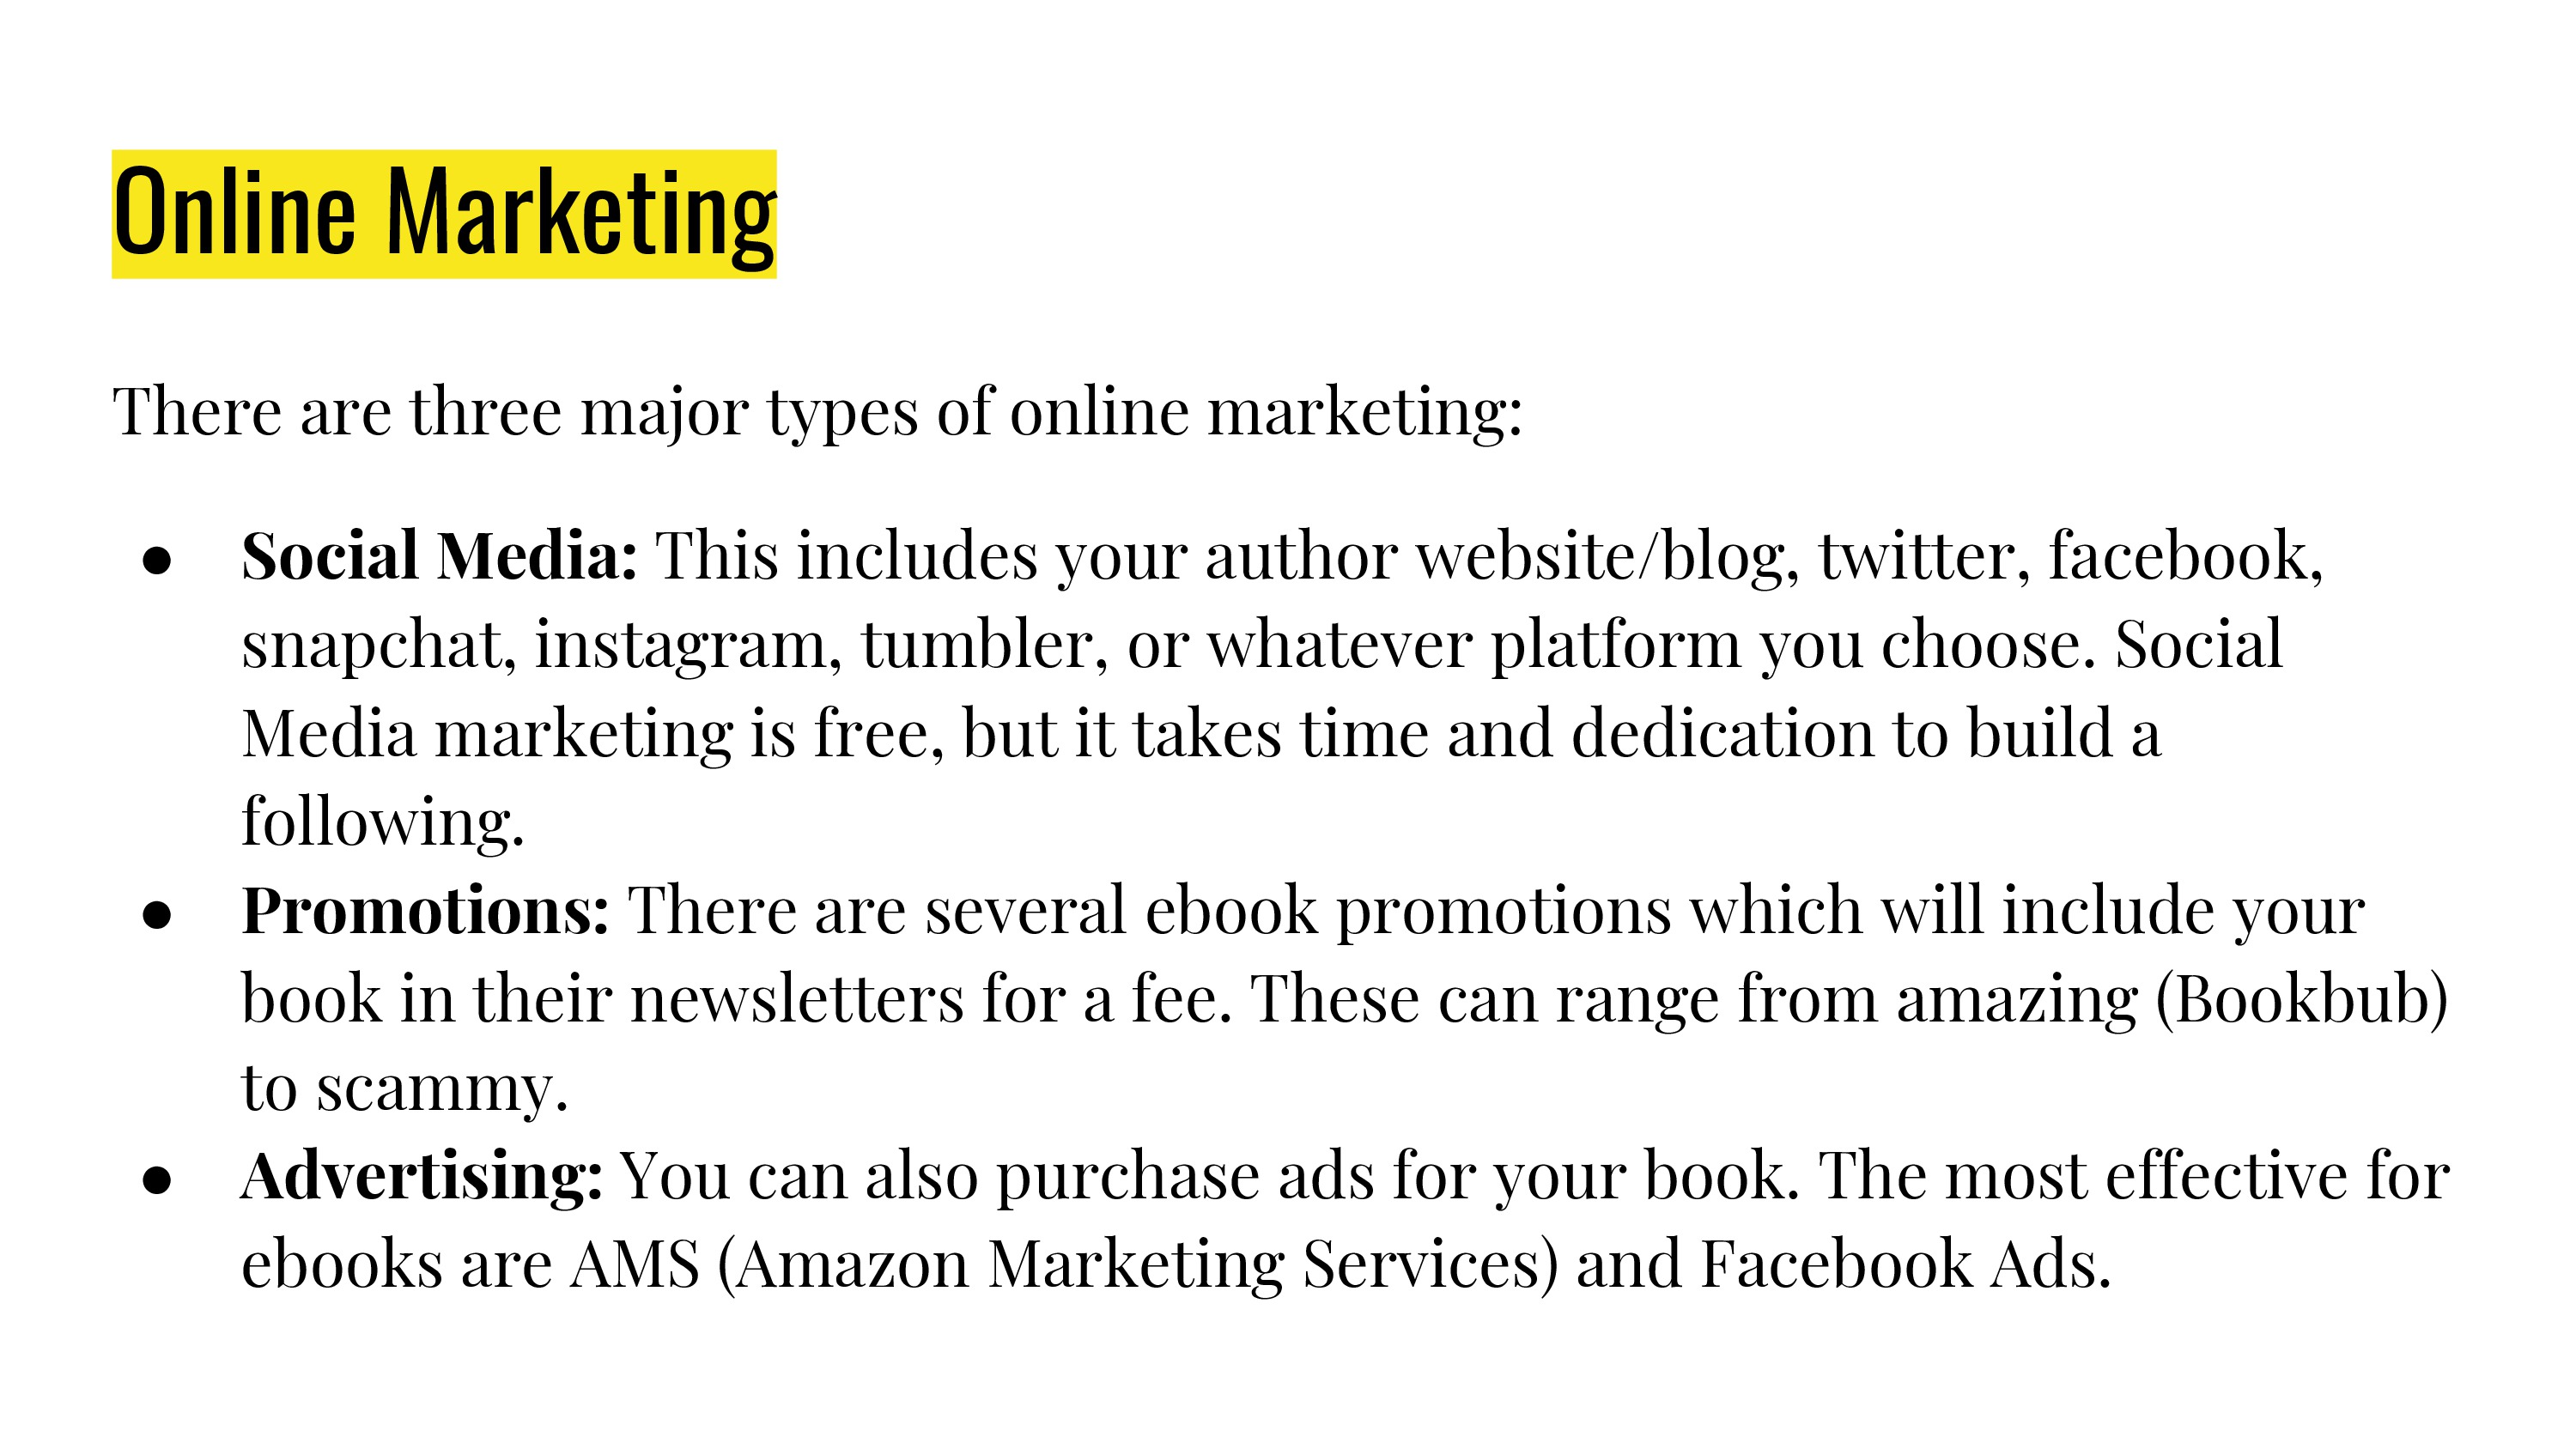 Online Marketing
There are three major types of online marketing:
● Social Media: This includes your author website/blog, twitter, facebook,
snapchat, instagram, tumbler, or whatever platform you choose. Social
Media marketing is free, but it takes time and dedication to build a
following.
● Promotions: There are several ebook promotions which will include your
book in their newsletters for a fee. These can range from amazing (Bookbub)
to scammy.
● Advertising: You can also purchase ads for your book. The most effective for
ebooks are AMS (Amazon Marketing Services) and Facebook Ads.